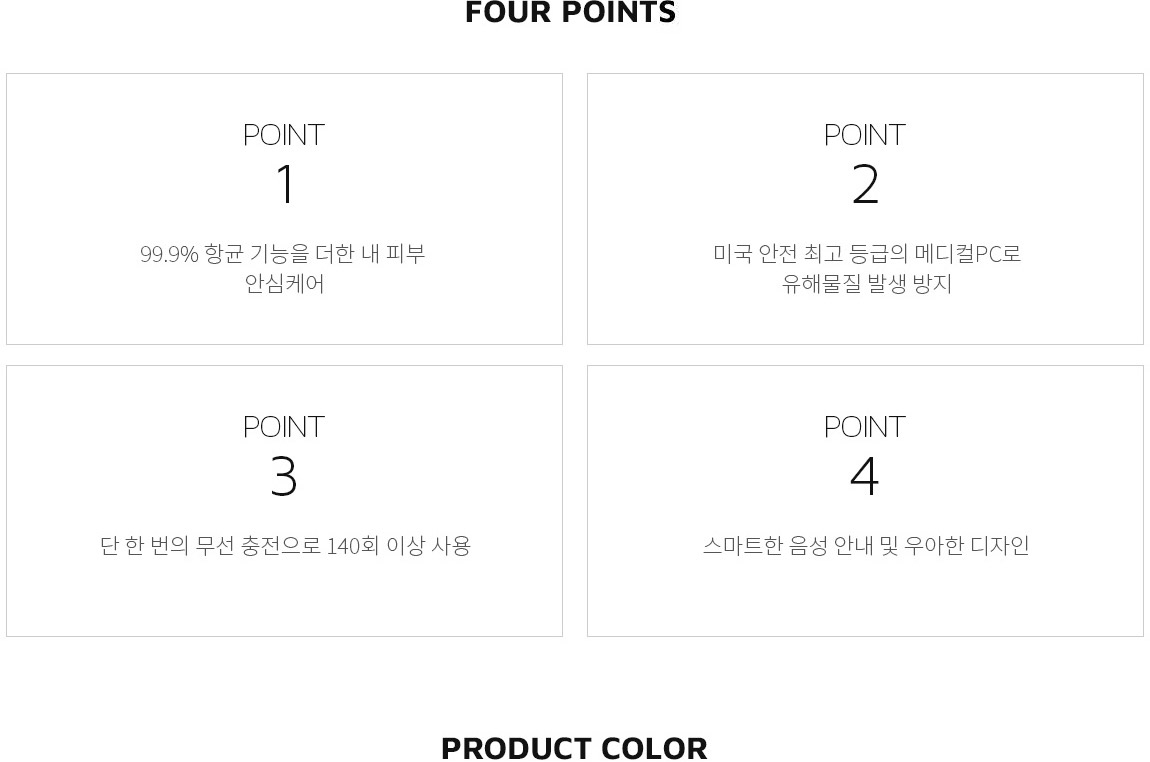 FOUR POINTS
POINT
1
99.9% 항균 기능을 더한 내 피부
안심케어
POINT
2
미국 안전 최고 등급의 메디컬PC로
유해물질 발생 방지
POINT
3
단 한 번의 무선 충전으로 140회 이상 사용
POINT
4
스마트한 음성 안내 및 우아한 디자인
PRODUCT COLOR